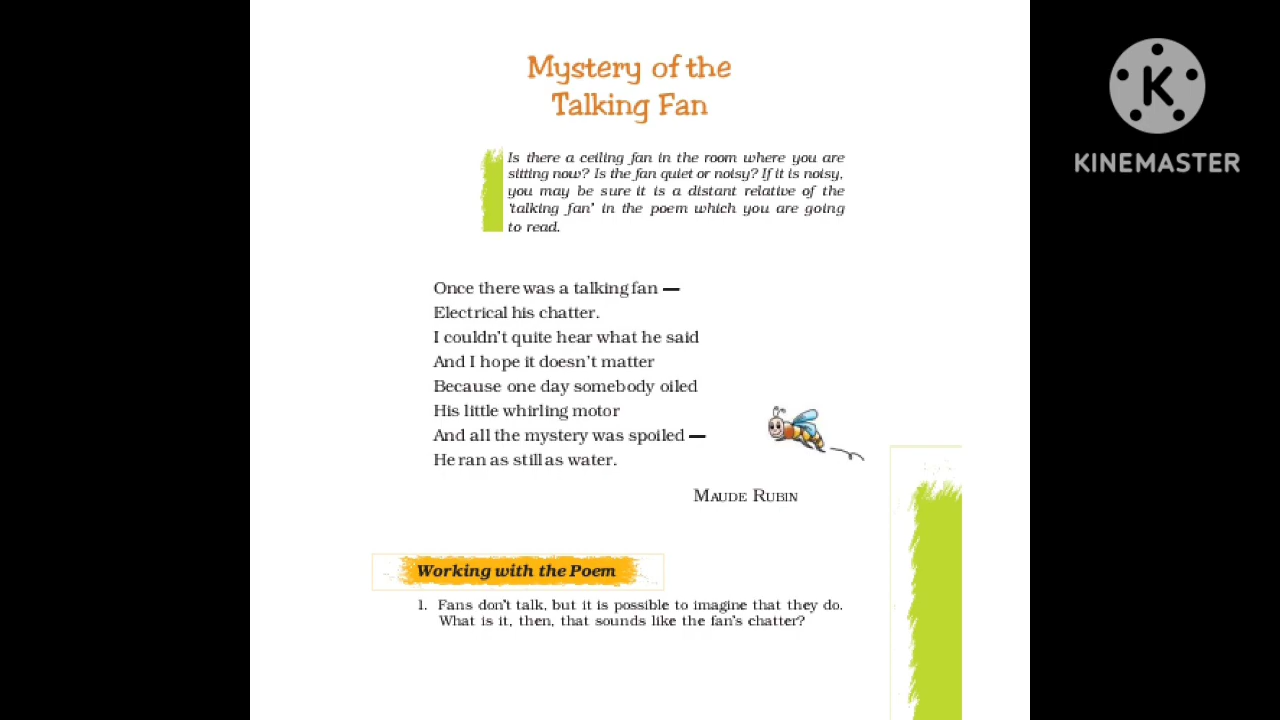 Mystery of the
Talking Fan
Is there a ceiling fan in the room where you are
sitting now? Is the fan quiet or noisy? If it is noisy,
you may be sure it is a distant relative of the
'talking fan' in the poem which you are going
to read.
Once there was a talking fan —
Electrical his chatter.
I couldn't quite hear what he said
And I hope it doesn't matter
Because one day somebody oiled
His little whirling motor
And all the mystery was spoiled —
He ran as still as water.
MAUDE RUBIN
Working with the Poem
1. Fans don't talk, but it is possible to imagine that they do.
What is it, then, that sounds like the fan's chatter?
K
KINEMASTER